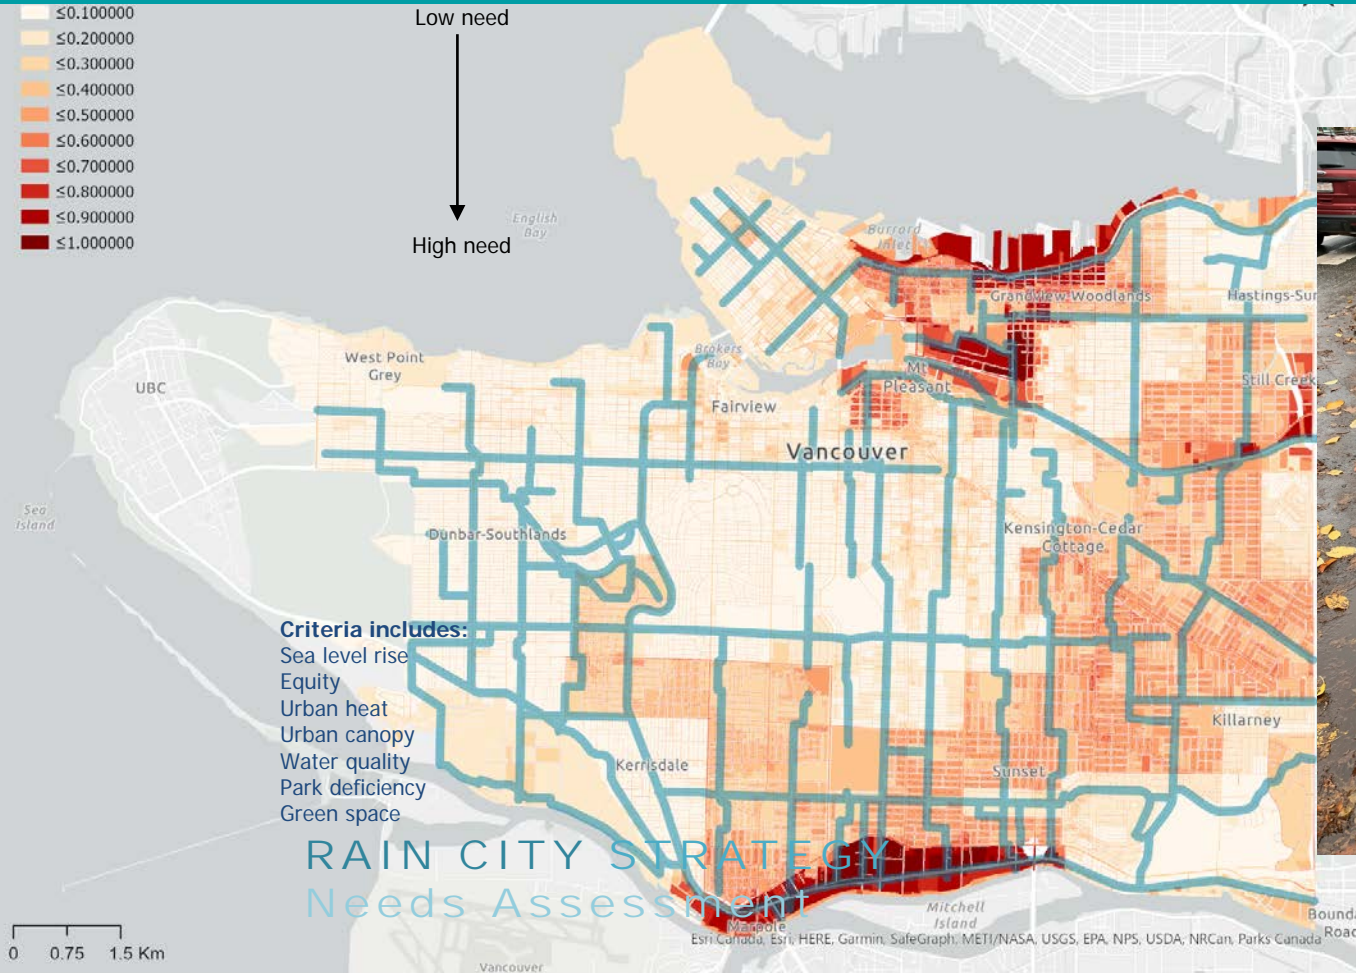 ≤0.100000
≤0.200000
≤0.300000
≤0.400000
≤0.500000
≤0.600000
≤0.700000
≤0.800000
≤0.900000
≤1.000000
Low need
High need
English
Bay
Burrard
Inlet
Grandview-Woodlands
Hastings-Sun
West Point
Grey
UBC
Brokers
Bay
Mt
Pleasant
Still Creek
Fairview
Vancouver
Sea
Island
Dunbar-Southlands
Kensington-Cedar
Cottage
Criteria includes:
Sea level rise
Equity
Urban heat
Urban canopy
Water quality
Park deficiency
Green space
Killarney
Kerrisdale
Sunset
RAIN CITY STRATEGY
Needs Assessment
Marpole
Mitchell
Island
Bounda
Road
Esri Canada, Esri, HERE, Garmin, SafeGraph, METI/NASA, USGS, EPA, NPS, USDA, NRCan, Parks Canada
0 0.75 1.5 Km
Vancouver